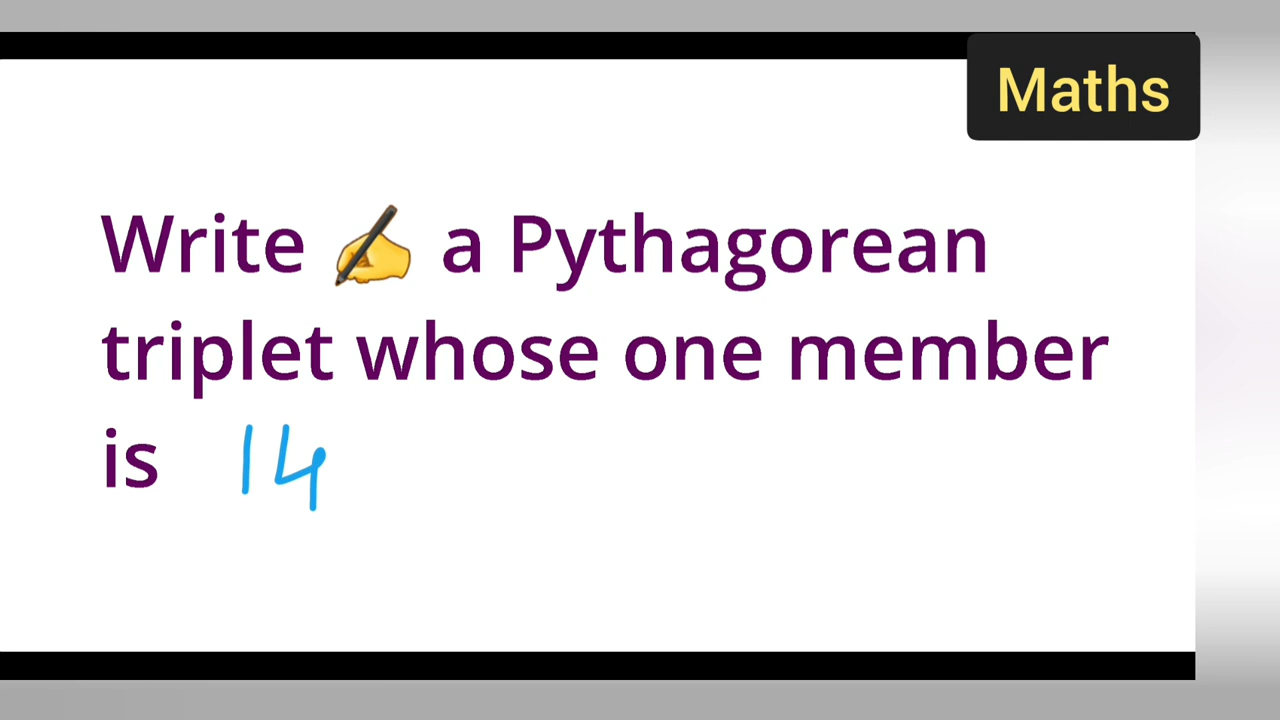 Maths
Write ✍ a Pythagorean
triplet whose one member
is 14